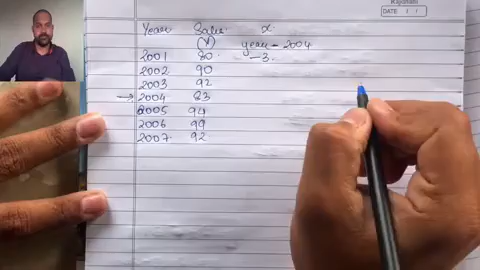 DATE / /
Year Sales x
(Y) year - 2004
2001 80 -3
2002 90
2003 92
→ 2004 83
2005 94
2006 99
2007 92